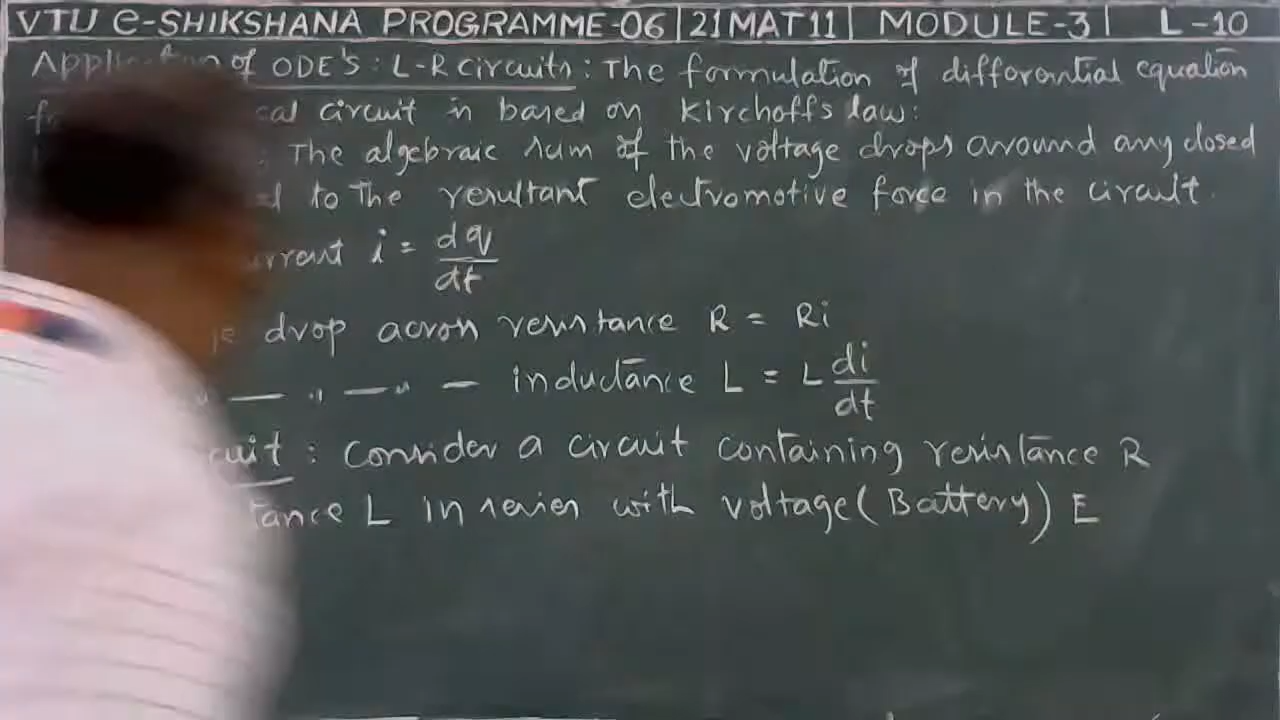 VTU e-SHIKSHANA PROGRAMME-06 | 21MAT11 | MODULE-3 | L-10
Application of ODE'S : L-R Circuits : The formulation of differential equation
circuit is based on Kirchoffs law:
: The algebraic sum of the voltage drops around any closed
to the resultant electromotive force in the circuit.
i = dq/dt
drop across resistance R = Ri
— " — " — inductance L = L di/dt
: Consider a circuit containing resistance R
L in series with voltage (Battery) E